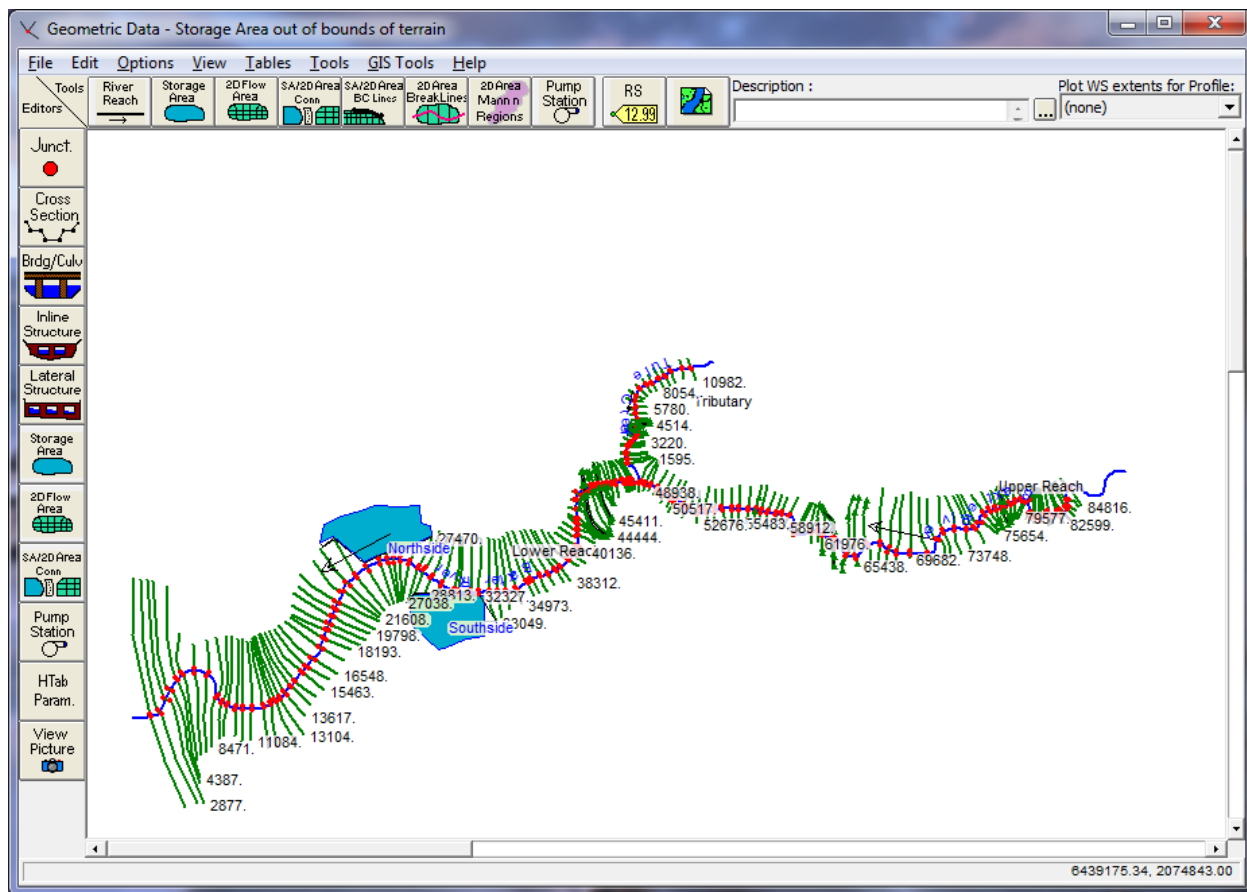 Geometric Data - Storage Area out of bounds of terrain
File Edit Options View Tables Tools GIS Tools Help
Tools
Editors
River
Reach
Storage
Area
2D Flow
Area
SA/2D Area
Conn
SA/2D Area
BC Lines
2D Area
BreakLines
2D Area
Mann n
Regions
Pump
Station
RS
12.99
Description :
...
Plot WS extents for Profile:
(none)
Junct.
Cross
Section
Brdg/Culv
Inline
Structure
Lateral
Structure
Storage
Area
2D Flow
Area
SA/2D Area
Conn
Pump
Station
HTab
Param.
View
Picture
10982.
8054.
Tributary
5780.
4514.
3220.
1595.
48938.
50517.
52676.
55483.
58912.
61976.
65438.
69682.
73748.
75654.
79577.
82599.
84816.
Upper Reach
45411.
44444.
40136.
Lower Reac
38312.
34973.
32327.
33049.
28813.
27470.
27038.
Northside
Southside
21608.
19798.
18193.
16548.
15463.
13617.
13104.
11084.
8471.
4387.
2877.
6439175.34, 2074843.00